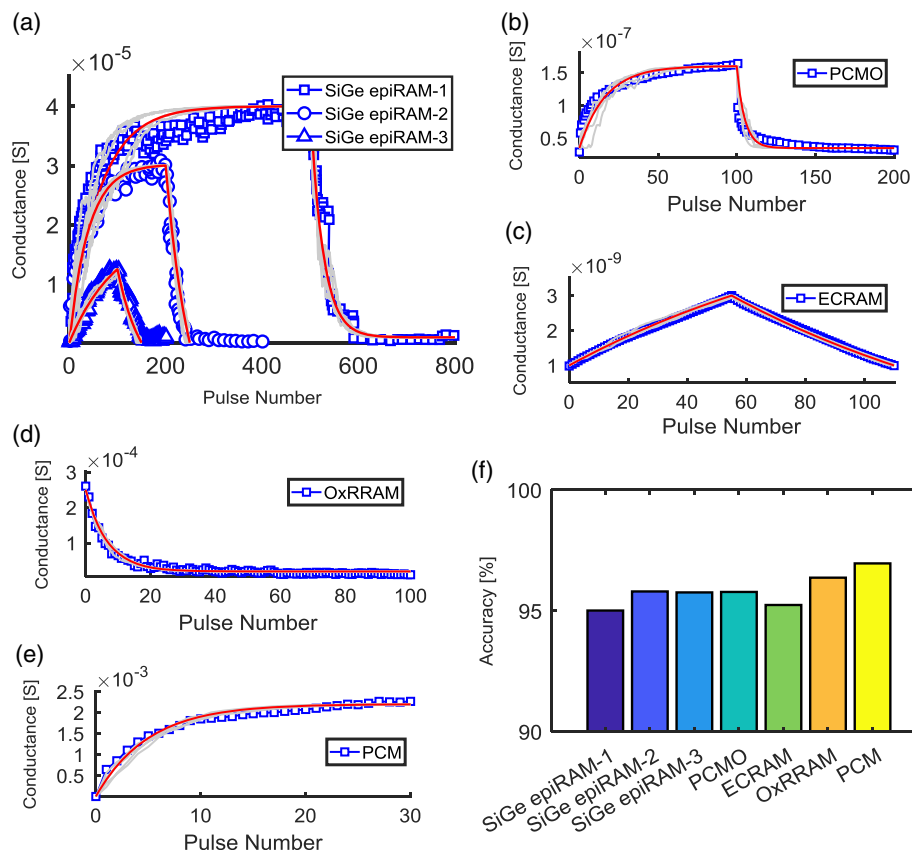 (a)
×10⁻⁵
Conductance [S]
4
3
1
0
200
400
600
800
Pulse Number
SiGe epiRAM-1
SiGe epiRAM-2
SiGe epiRAM-3
(b)
×10⁻⁷
Conductance [S]
1.5
1
0.5
0
50
100
150
200
Pulse Number
PCMO
(c)
×10⁻⁹
Conductance [S]
3
2
1
0
20
40
60
80
100
Pulse Number
ECRAM
(d)
×10⁻⁴
Conductance [S]
3
2
1
0
20
40
60
80
100
Pulse Number
OxRRAM
(e)
×10⁻³
Conductance [S]
2.5
2
1.5
1
0.5
0
10
20
30
Pulse Number
PCM
(f)
Accuracy [%]
100
95
90
SiGe epiRAM-1
SiGe epiRAM-2
SiGe epiRAM-3
PCMO
ECRAM
OxRRAM
PCM